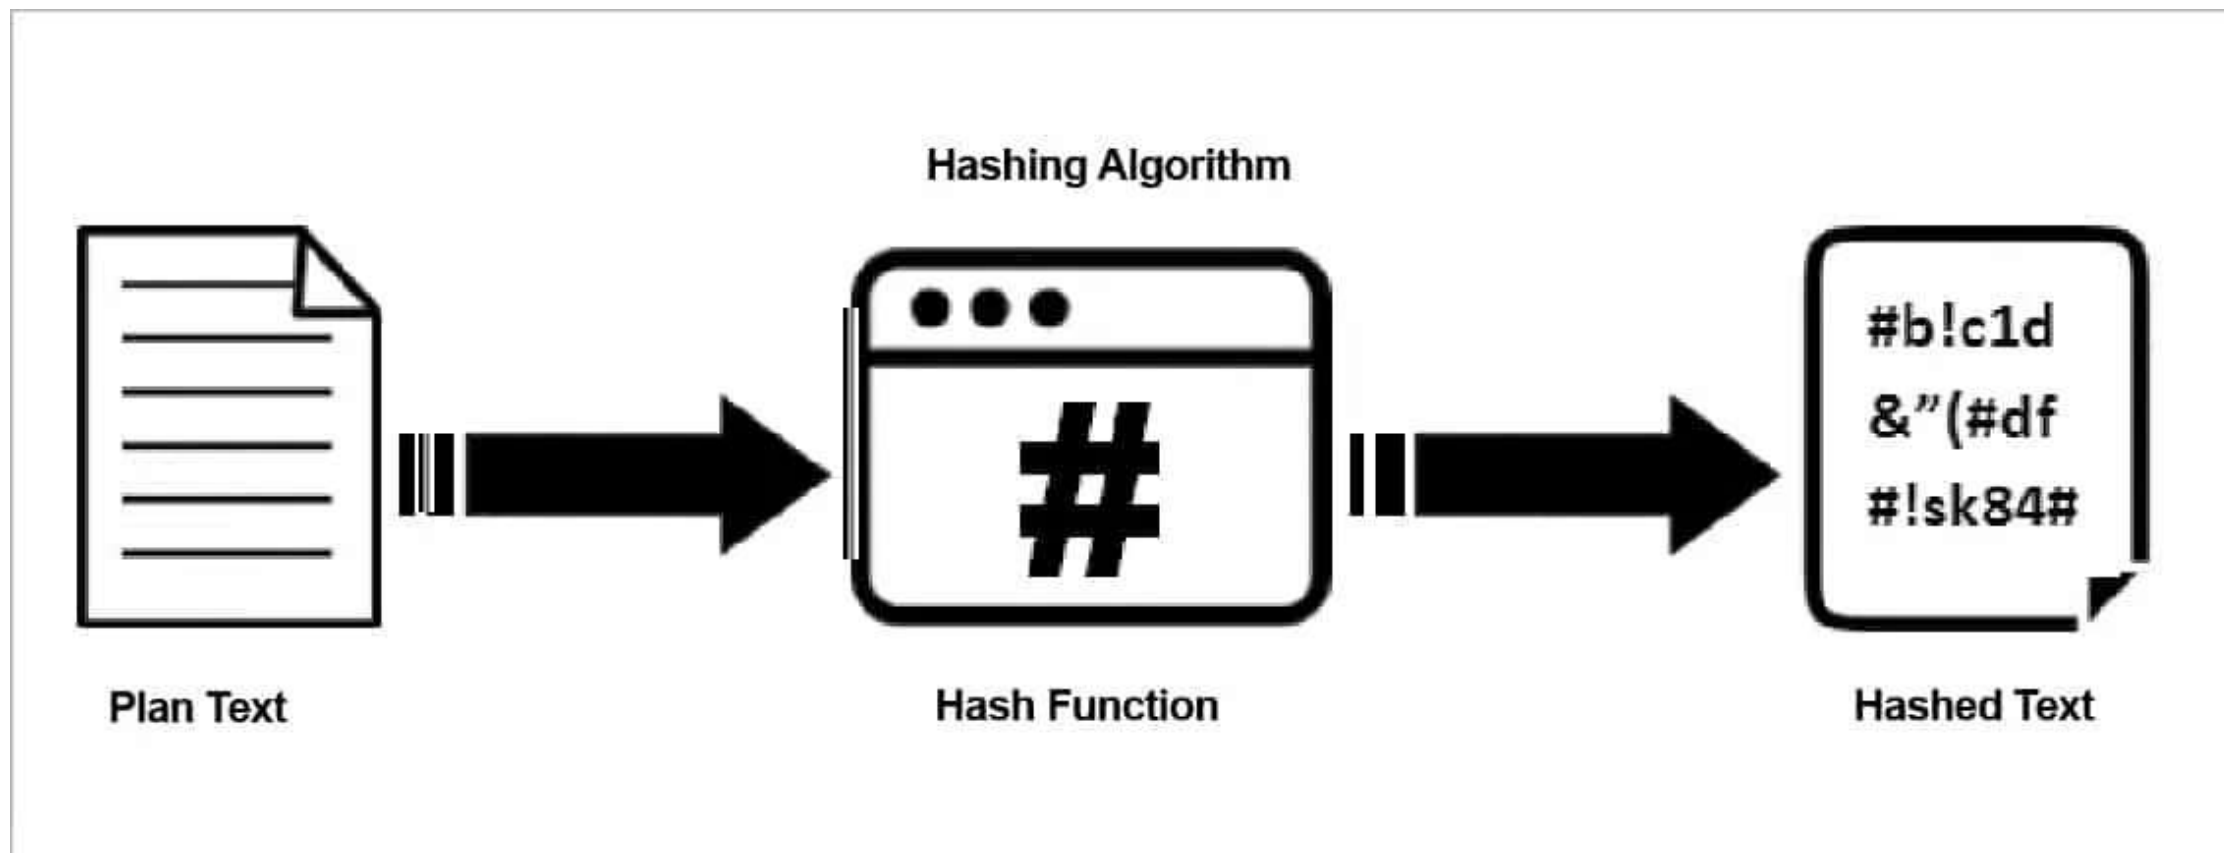 Hashing Algorithm
#
#b!c1d
&”(#df
#!sk84#
Plan Text
Hash Function
Hashed Text